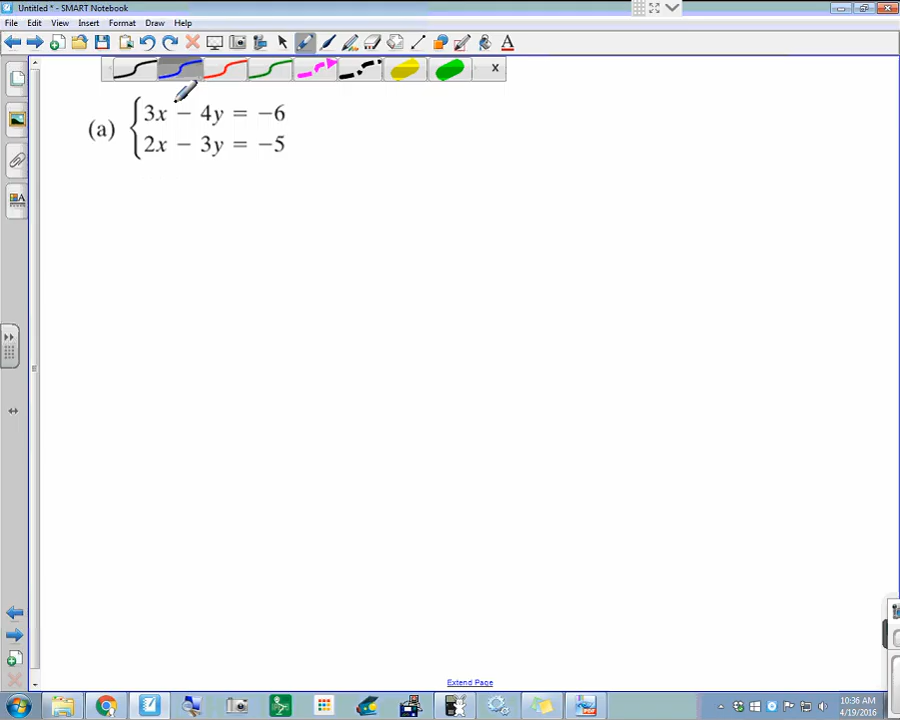 Untitled * - SMART Notebook
File Edit View Insert Format Draw Help
A
x
(a) { 3x − 4y = −6
2x − 3y = −5
Extend Page
10:36 AM
4/19/2016